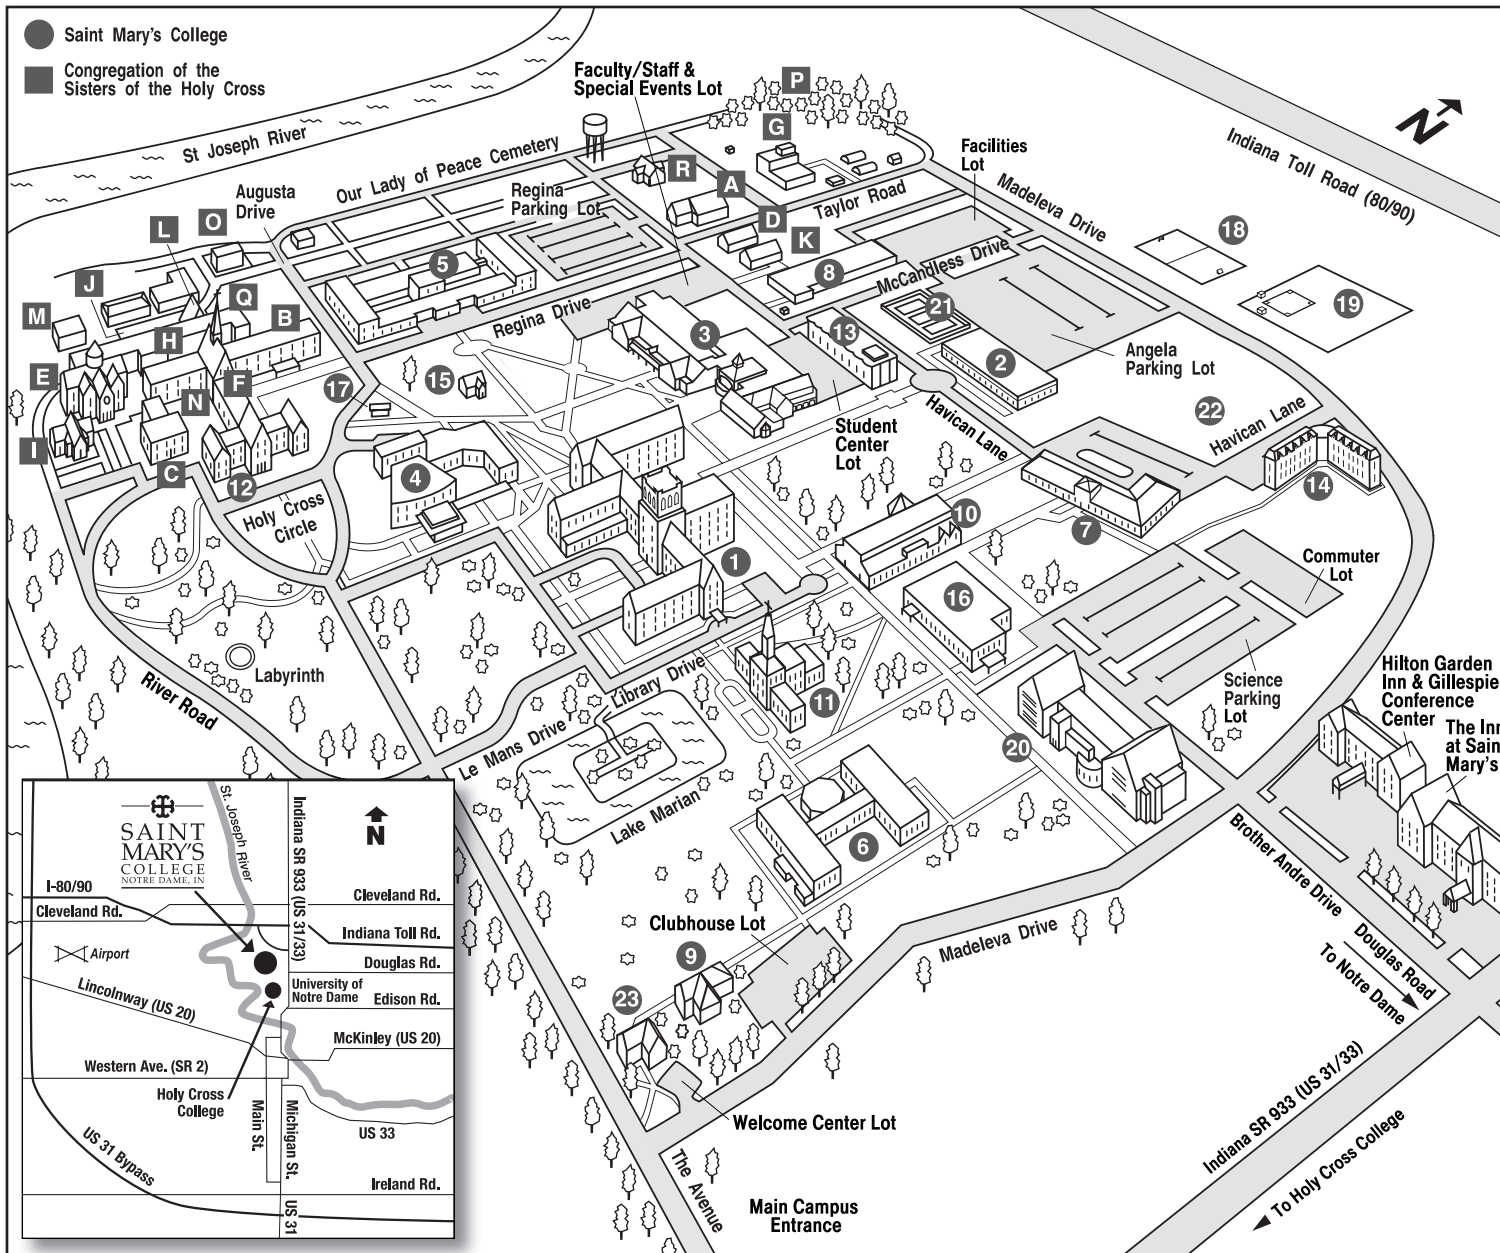 Saint Mary's College
Congregation of the
Sisters of the Holy Cross
St Joseph River
Faculty/Staff &
Special Events Lot
P
G
Our Lady of Peace Cemetery
R
A
D
K
Regina
Parking Lot
Taylor Road
Facilities
Lot
Madeleva Drive
Indiana Toll Road (80/90)
N
Augusta
Drive
O
L
J
M
Q
B
H
E
F
N
I
C
12
5
Regina Drive
8
McCandless Drive
18
19
21
3
13
2
Angela
Parking Lot
15
17
22
Havican Lane
Havican Lane
Student
Center
Lot
4
Holy Cross
Circle
14
10
7
1
16
Commuter
Lot
Labyrinth
River Road
Library Drive
Le Mans Drive
11
Science
Parking
Lot
20
Hilton Garden
Inn & Gillespie
Conference
Center
The Inn
at Sain
Mary's
Lake Marian
6
Brother Andre Drive
Clubhouse Lot
9
Madeleva Drive
Douglas Road
To Notre Dame
23
Welcome Center Lot
Indiana SR 933 (US 31/33)
To Holy Cross College
The Avenue
Main Campus
Entrance
SAINT
MARY'S
COLLEGE
NOTRE DAME, IN
St. Joseph River
Indiana SR 933 (US 31/33)
N
I-80/90
Cleveland Rd.
Cleveland Rd.
Indiana Toll Rd.
Airport
Douglas Rd.
University of
Notre Dame
Edison Rd.
Lincolnway (US 20)
McKinley (US 20)
Western Ave. (SR 2)
Holy Cross
College
Main St.
Michigan St.
US 33
US 31 Bypass
Ireland Rd.
US 31